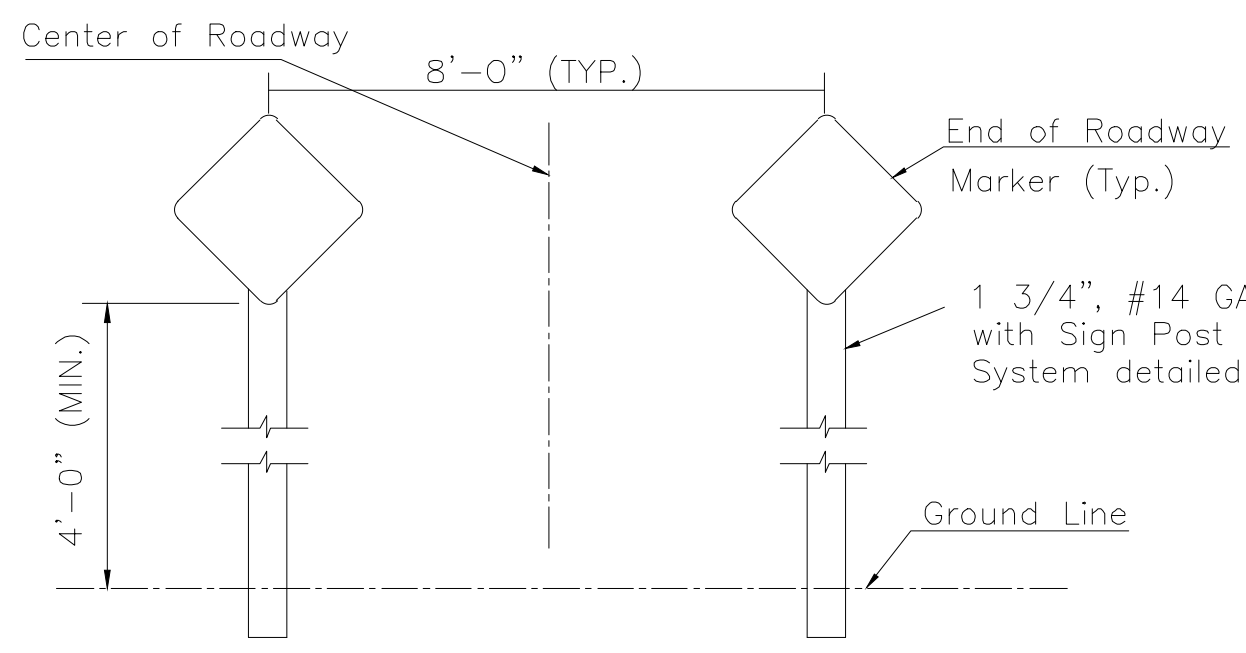 Center of Roadway
8'-0" (TYP.)
End of Roadway
Marker (Typ.)
1 3/4", #14 GA
with Sign Post
System detailed
4'-0" (MIN.)
Ground Line